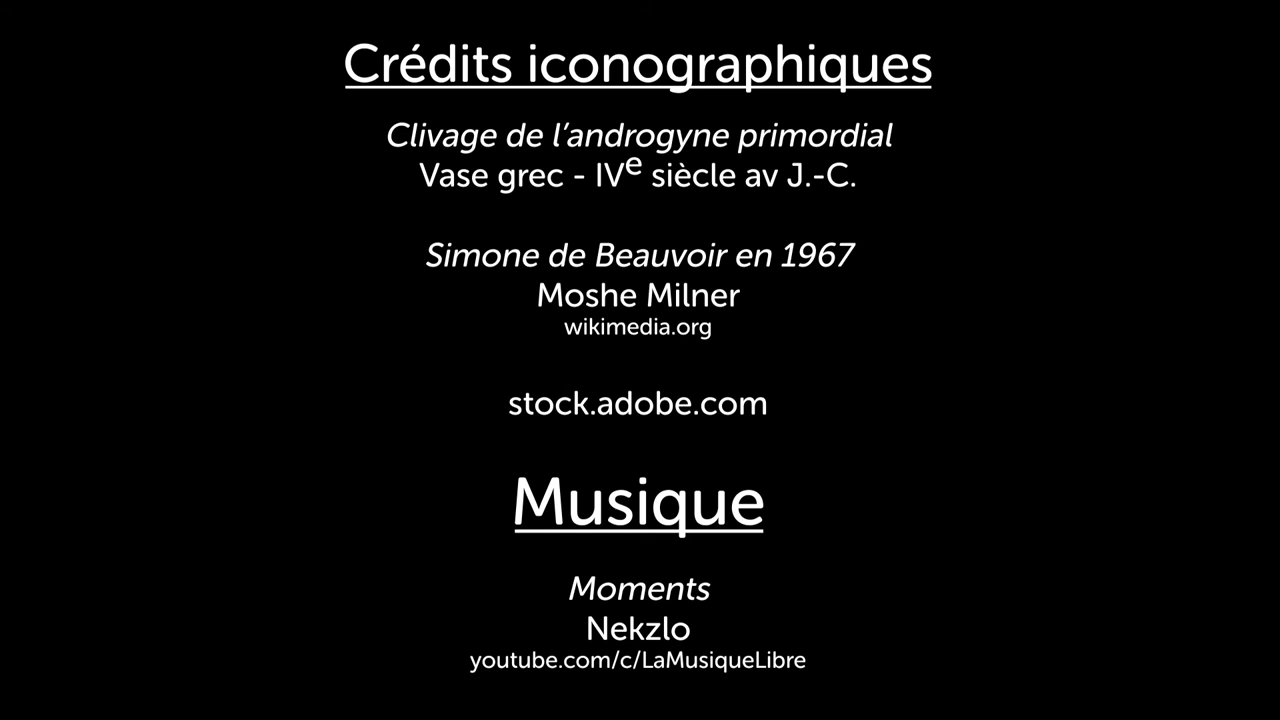 Crédits iconographiques
Clivage de l’androgyne primordial
Vase grec - IVe siècle av J.-C.
Simone de Beauvoir en 1967
Moshe Milner
wikimedia.org
stock.adobe.com
Musique
Moments
Nekzlo
youtube.com/c/LaMusiqueLibre